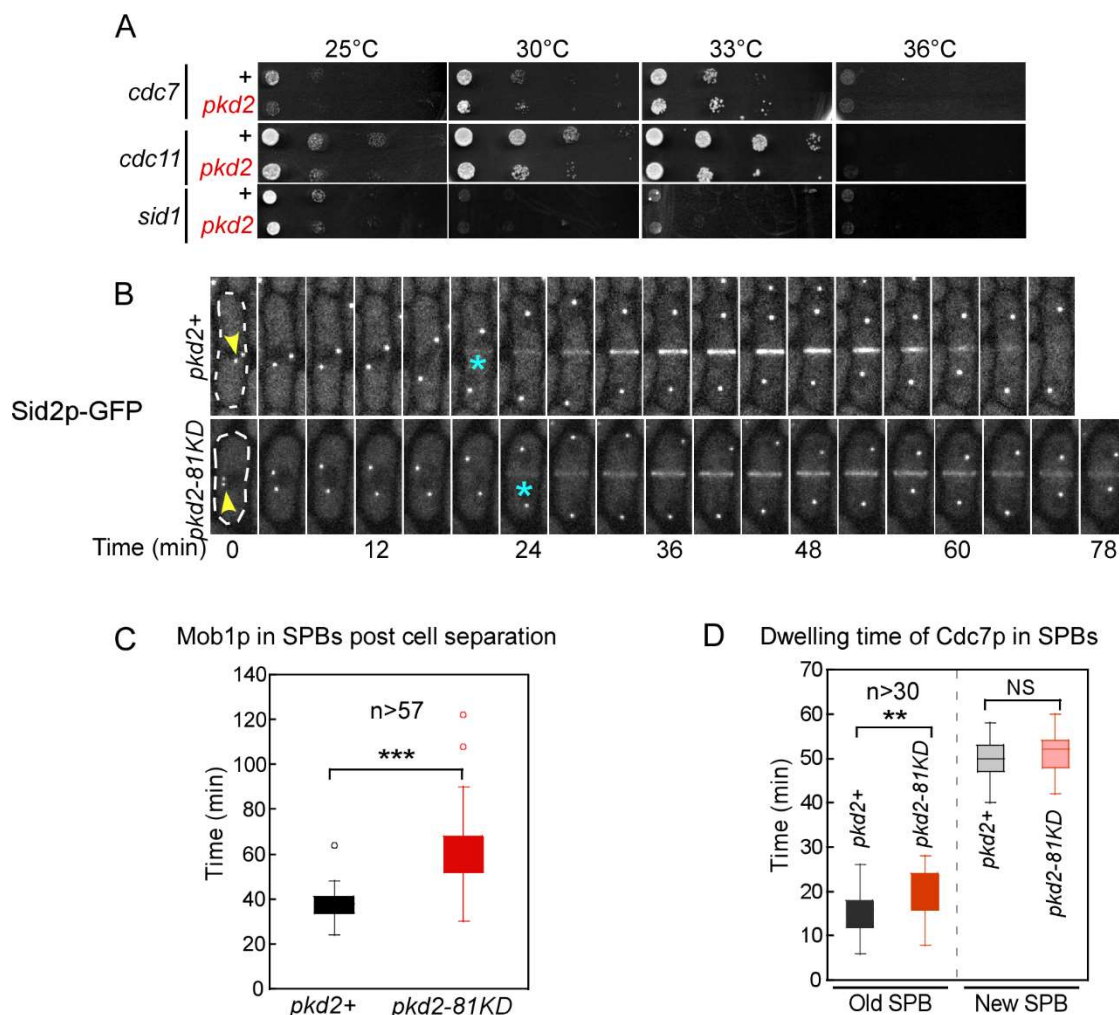 A
25°C 30°C 33°C 36°C
cdc7 + pkd2
cdc11 + pkd2
sid1 + pkd2
B
Sid2p-GFP
pkd2+
*
pkd2-81KD
*
Time (min) 0 12 24 36 48 60 78
C Mob1p in SPBs post cell separation
Time (min)
140
120
100
80
60
40
20
0
n>57
***
pkd2+ pkd2-81KD
D Dwelling time of Cdc7p in SPBs
Time (min)
70
60
50
40
30
20
10
0
n>30
**
NS
pkd2+
pkd2-81KD
pkd2+
pkd2-81KD
Old SPB New SPB